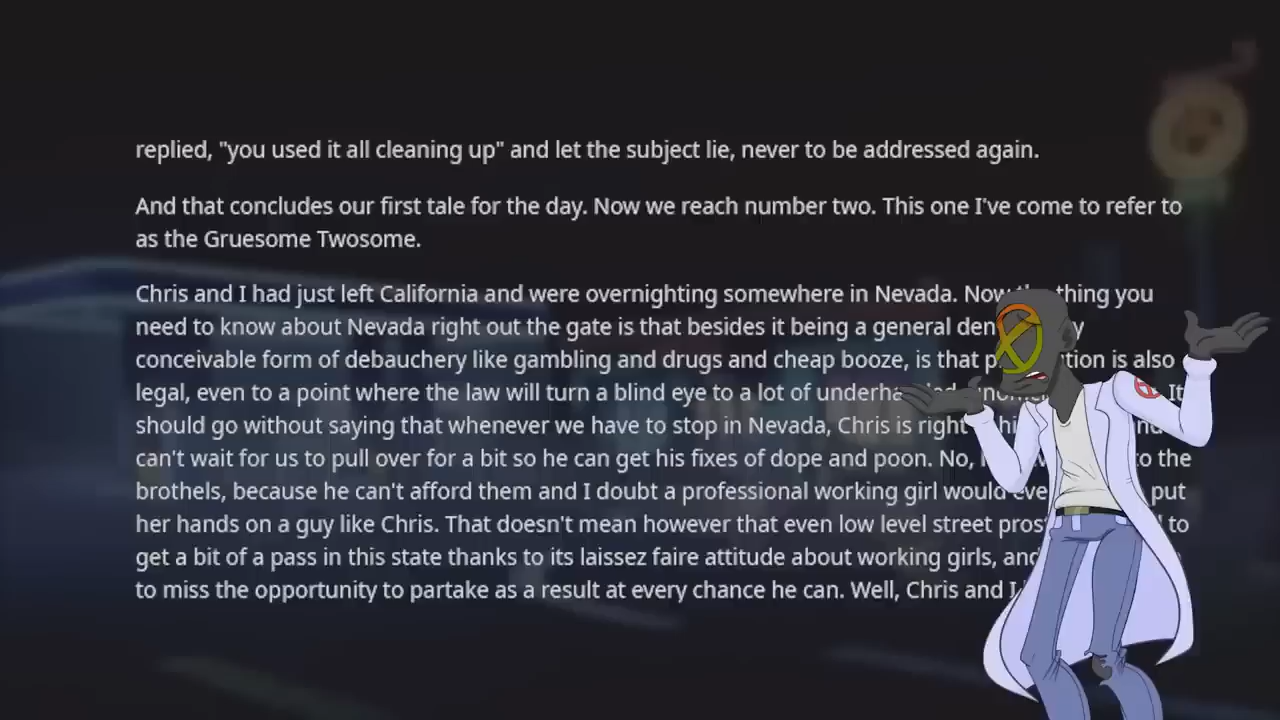 replied, "you used it all cleaning up" and let the subject lie, never to be addressed again.
And that concludes our first tale for the day. Now we reach number two. This one I've come to refer to
as the Gruesome Twosome.
Chris and I had just left California and were overnighting somewhere in Nevada. Now thing you
need to know about Nevada right out the gate is that besides it being a general den
conceivable form of debauchery like gambling and drugs and cheap booze, is that is also
legal, even to a point where the law will turn a blind eye to a lot of It
should go without saying that whenever we have to stop in Nevada, Chris is right
can't wait for us to pull over for a bit so he can get his fixes of dope and poon. No, the
brothels, because he can't afford them and I doubt a professional working girl would put
her hands on a guy like Chris. That doesn't mean however that even low level street to
get a bit of a pass in this state thanks to its laissez faire attitude about working girls, and
to miss the opportunity to partake as a result at every chance he can. Well, Chris and I